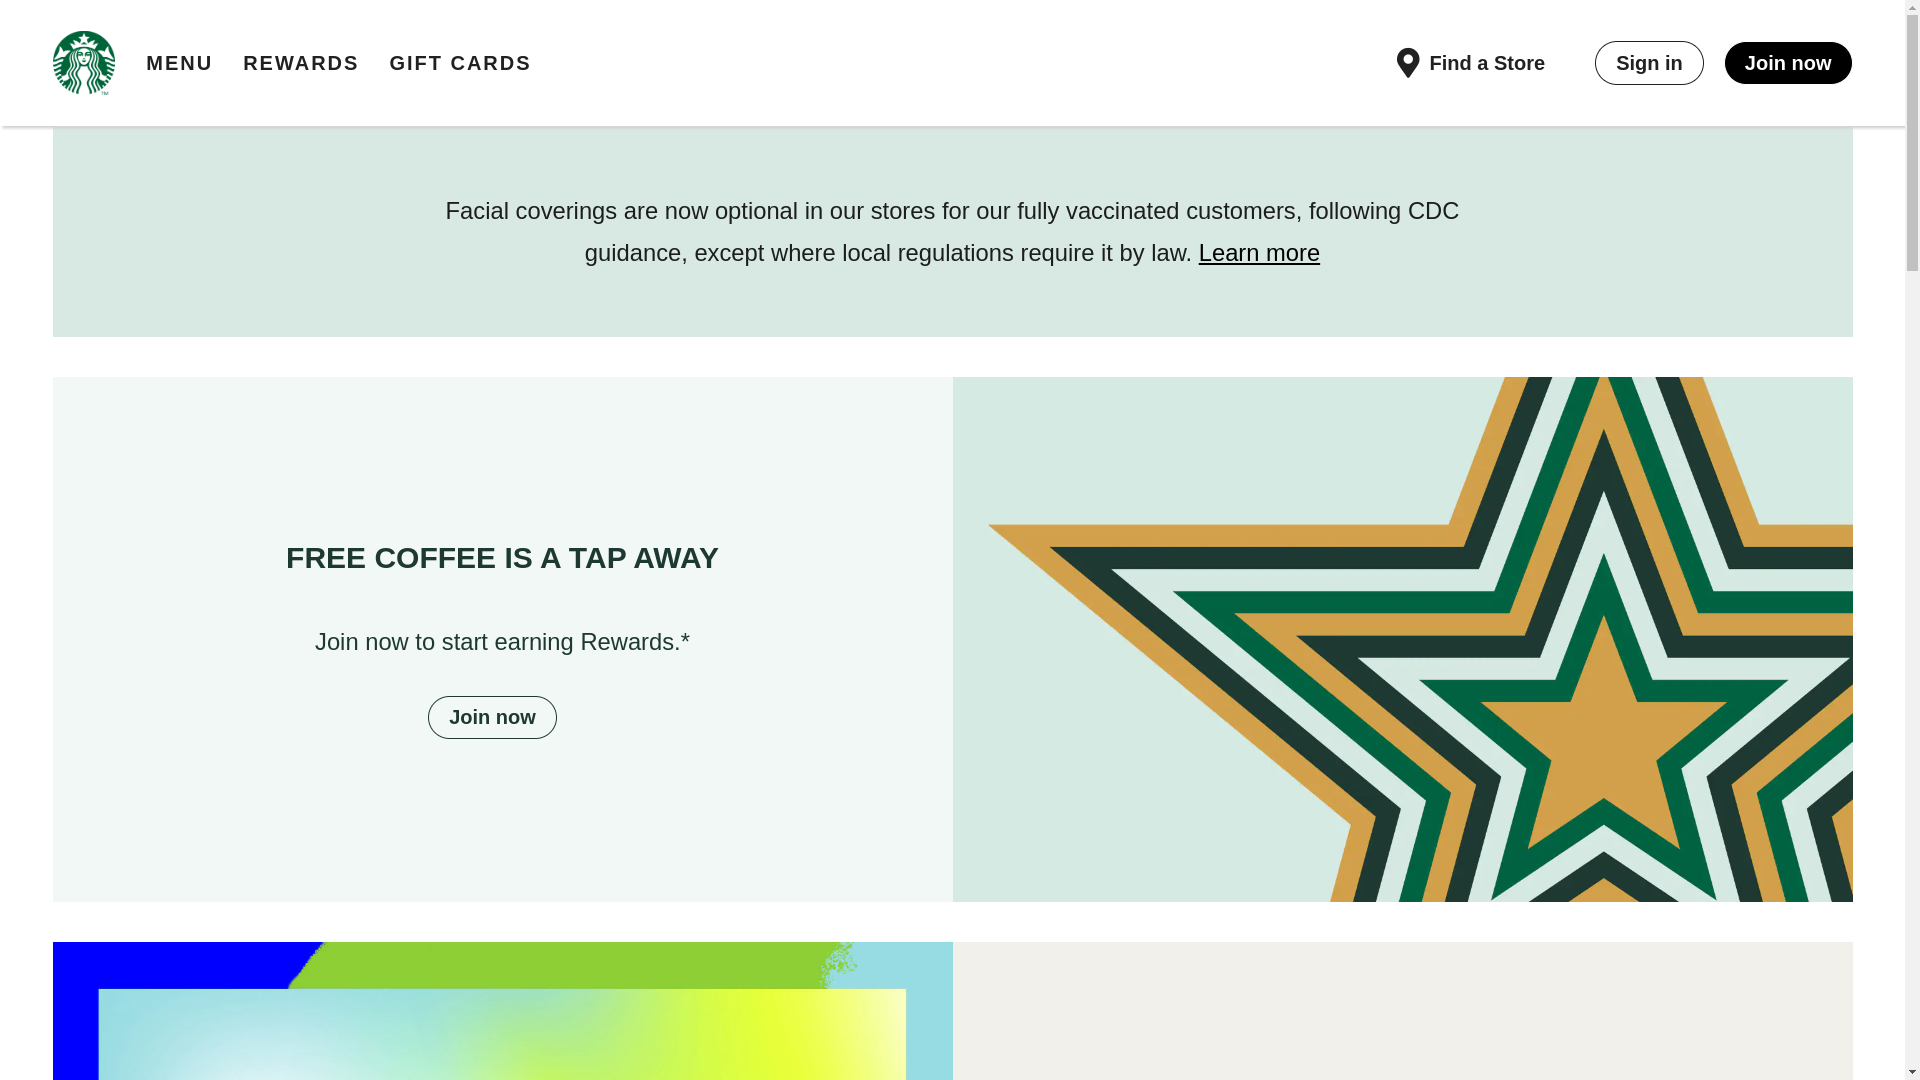 MENU REWARDS GIFT CARDS Find a Store Sign in Join now
Facial coverings are now optional in our stores for our fully vaccinated customers, following CDC
guidance, except where local regulations require it by law. Learn more
FREE COFFEE IS A TAP AWAY
Join now to start earning Rewards.*
Join now